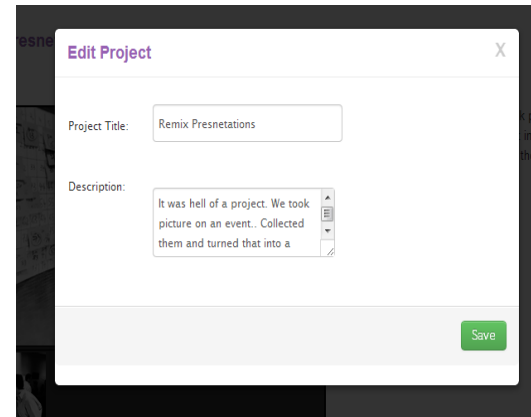 resne
Edit Project
X
Project Title:
Remix Presnetations
Description:
It was hell of a project. We took
picture on an event.. Collected
them and turned that into a
Save